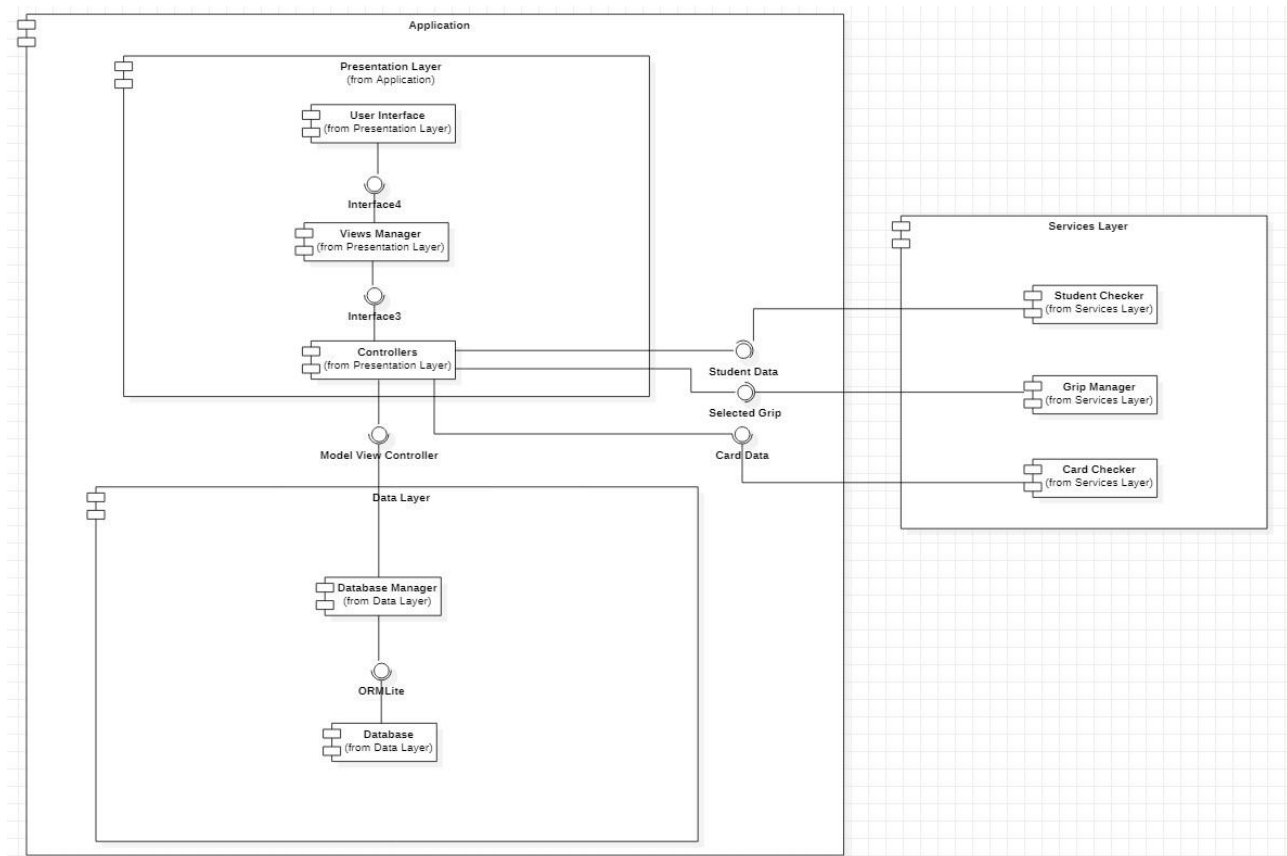 Application
Presentation Layer
(from Application)
User Interface
(from Presentation Layer)
Interface4
Views Manager
(from Presentation Layer)
Interface3
Controllers
(from Presentation Layer)
Model View Controller
Student Data
Selected Grip
Card Data
Data Layer
Database Manager
(from Data Layer)
ORMLite
Database
(from Data Layer)
Services Layer
Student Checker
(from Services Layer)
Grip Manager
(from Services Layer)
Card Checker
(from Services Layer)